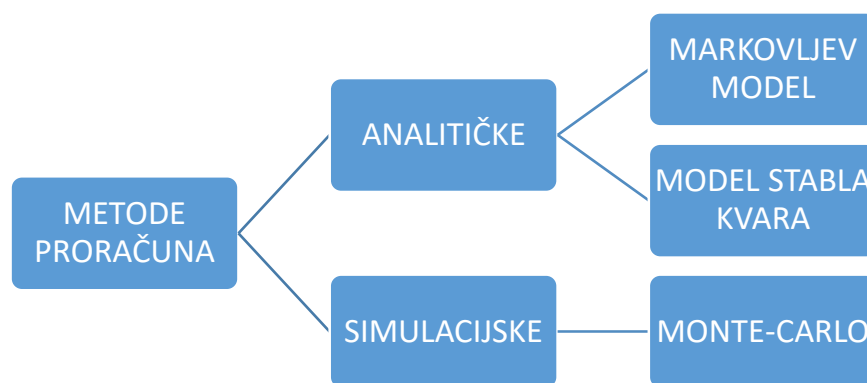 METODE
PRORAČUNA
ANALITIČKE
MARKOVLJEV
MODEL
MODEL STABLA
KVARA
SIMULACIJSKE
MONTE-CARLO